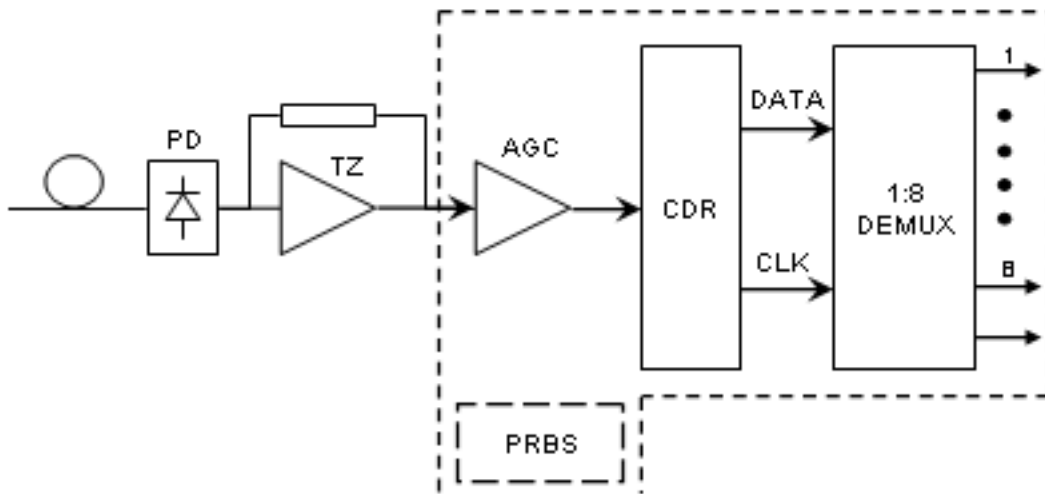 PD
TZ
AGC
CDR
DATA
CLK
1:8
DEMUX
1
8
PRBS